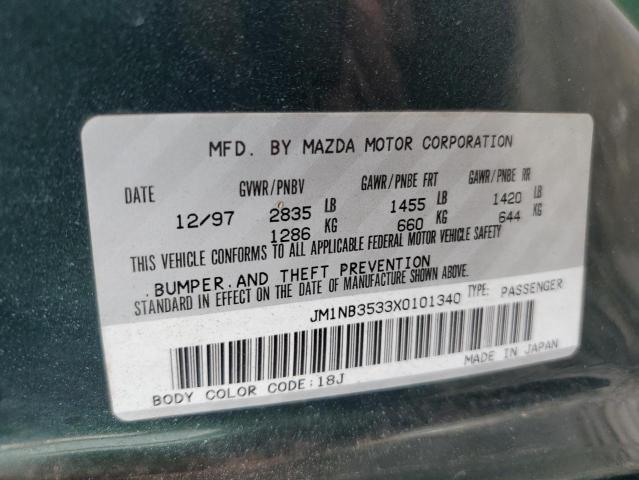 MFD. BY MAZDA MOTOR CORPORATION
DATE GVWR/PNBV GAWR/PNBE FRT GAWR/PNBE RR
12/97 2835 LB 1455 LB 1420 LB
1286 KG 660 KG 644 KG
THIS VEHICLE CONFORMS TO ALL APPLICABLE FEDERAL MOTOR VEHICLE SAFETY
, BUMPER, AND THEFT PREVENTION
STANDARD IN EFFECT ON THE DATE OF MANUFACTURE SHOWN ABOVE.
JM1NB3533X0101340 TYPE: PASSENGER
MADE IN JAPAN
BODY COLOR CODE:18J